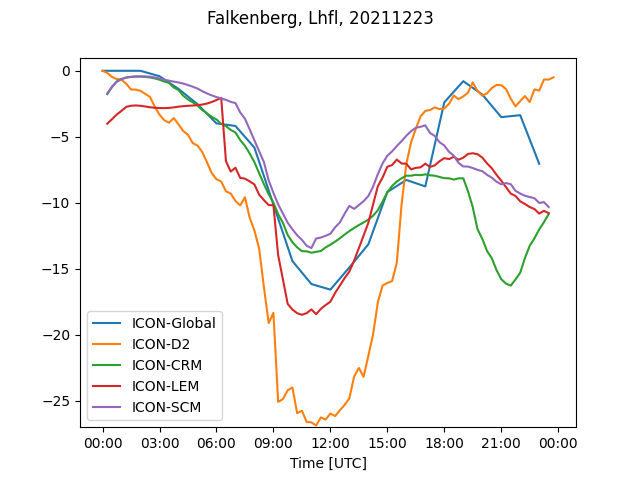 Falkenberg, Lhfl, 20211223
0
−5
−10
−15
−20
−25
ICON-Global
ICON-D2
ICON-CRM
ICON-LEM
ICON-SCM
00:00 03:00 06:00 09:00 12:00 15:00 18:00 21:00 00:00
Time [UTC]